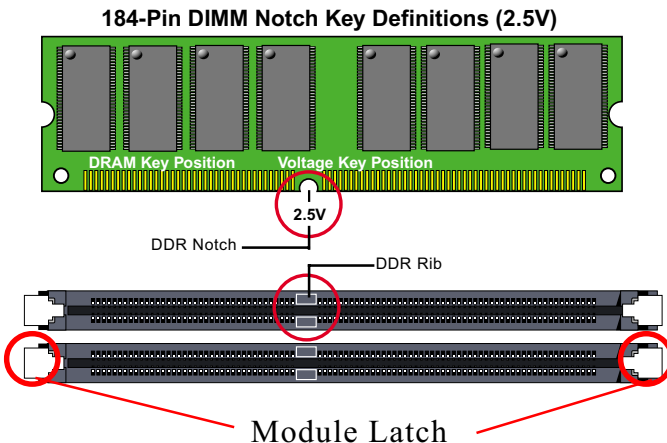 184-Pin DIMM Notch Key Definitions (2.5V)
DRAM Key Position
Voltage Key Position
2.5V
DDR Notch
DDR Rib
Module Latch